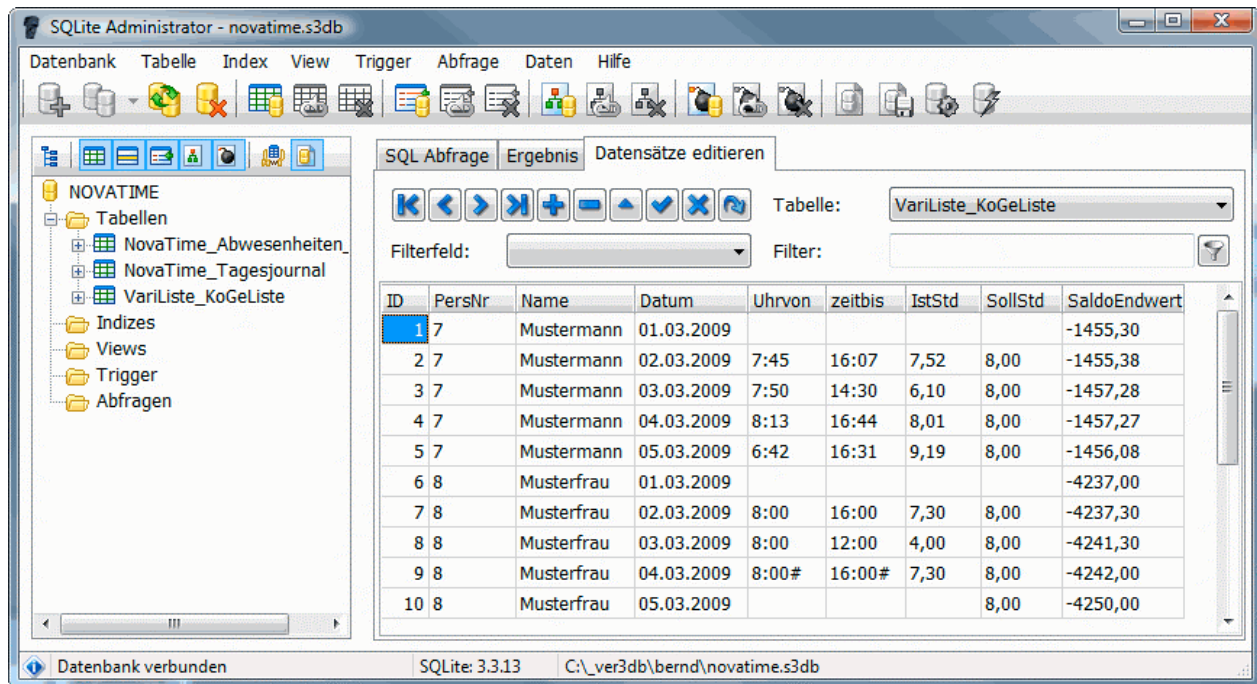 SQLite Administrator - novatime.s3db
Datenbank Tabelle Index View Trigger Abfrage Daten Hilfe
NOVATIME
Tabellen
NovaTime_Abwesenheiten_
NovaTime_Tagesjournal
VariListe_KoGeListe
Indizes
Views
Trigger
Abfragen
SQL Abfrage Ergebnis Datensätze editieren
Tabelle: VariListe_KoGeListe
Filterfeld: Filter:
ID PersNr Name Datum Uhrvon zeitbis IstStd SollStd SaldoEndwert
1 7 Mustermann 01.03.2009 -1455,30
2 7 Mustermann 02.03.2009 7:45 16:07 7,52 8,00 -1455,38
3 7 Mustermann 03.03.2009 7:50 14:30 6,10 8,00 -1457,28
4 7 Mustermann 04.03.2009 8:13 16:44 8,01 8,00 -1457,27
5 7 Mustermann 05.03.2009 6:42 16:31 9,19 8,00 -1456,08
6 8 Musterfrau 01.03.2009 -4237,00
7 8 Musterfrau 02.03.2009 8:00 16:00 7,30 8,00 -4237,30
8 8 Musterfrau 03.03.2009 8:00 12:00 4,00 8,00 -4241,30
9 8 Musterfrau 04.03.2009 8:00# 16:00# 7,30 8,00 -4242,00
10 8 Musterfrau 05.03.2009 8,00 -4250,00
Datenbank verbunden SQLite: 3.3.13 C:\_ver3db\bernd\novatime.s3db